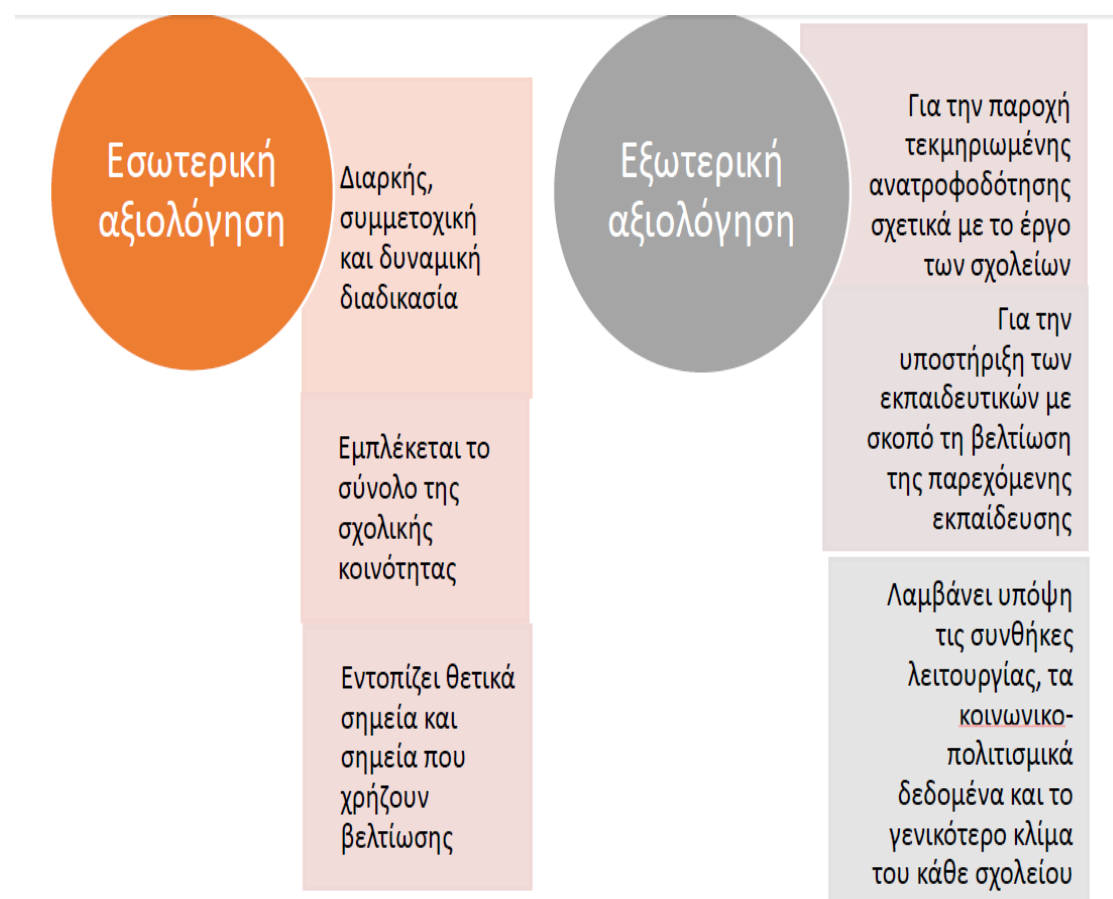 Εσωτερική
αξιολόγηση
Διαρκής,
συμμετοχική
και δυναμική
διαδικασία
Εμπλέκεται το
σύνολο της
σχολικής
κοινότητας
Εντοπίζει θετικά
σημεία και
σημεία που
χρήζουν
βελτίωσης
Εξωτερική
αξιολόγηση
Για την παροχή
τεκμηριωμένης
ανατροφοδότησης
σχετικά με το έργο
των σχολείων
Για την
υποστήριξη των
εκπαιδευτικών με
σκοπό τη βελτίωση
της παρεχόμενης
εκπαίδευσης
Λαμβάνει υπόψη
τις συνθήκες
λειτουργίας, τα
κοινωνικο-
πολιτισμικά
δεδομένα και το
γενικότερο κλίμα
του κάθε σχολείου